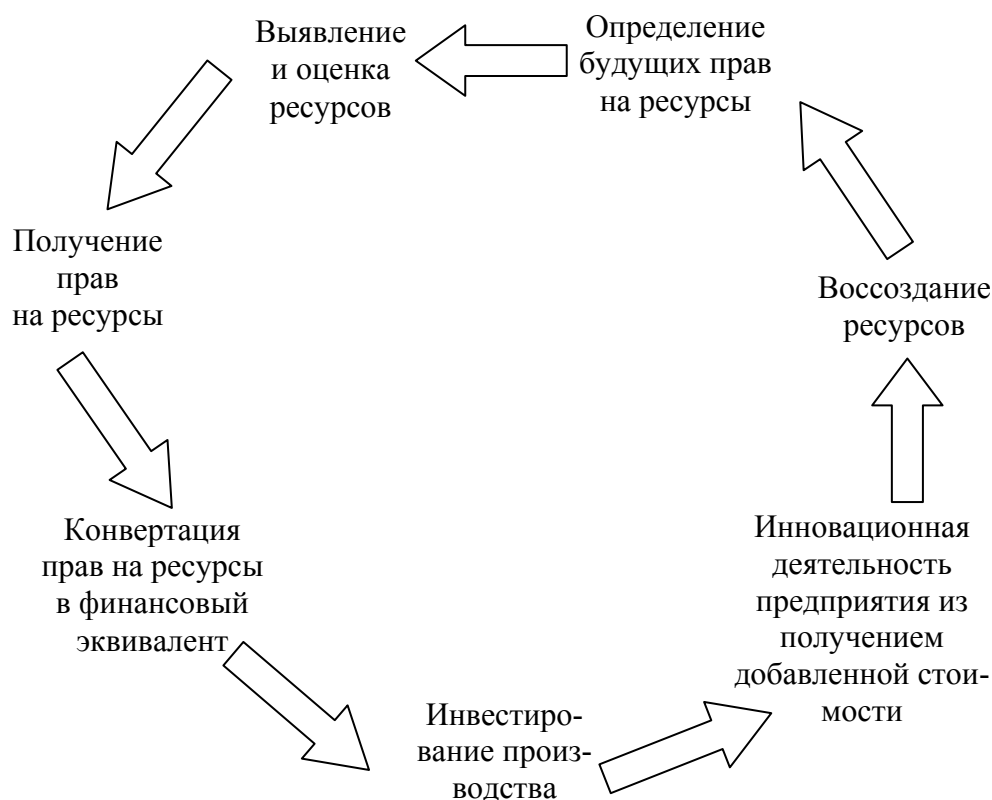 Выявление
и оценка
ресурсов
Определение
будущих прав
на ресурсы
Получение
прав
на ресурсы
Воссоздание
ресурсов
Конвертация
прав на ресурсы
в финансовый
эквивалент
Инновационная
деятельность
предприятия из
получением
добавленной стои-
мости
Инвестиро-
вание произ-
водства